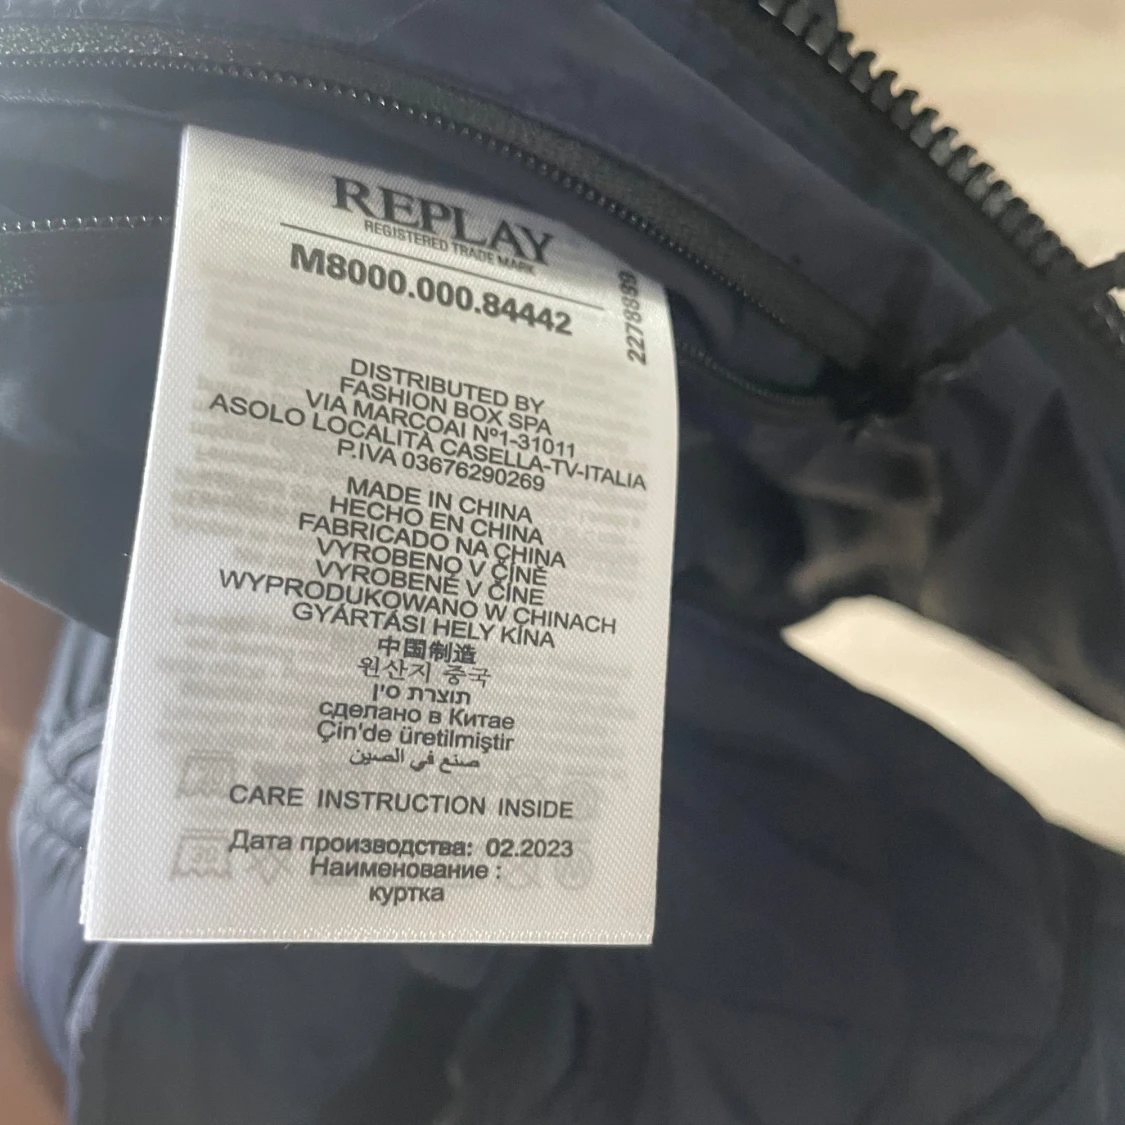 REPLAY
REGISTERED TRADE MARK
M8000.000.84442
DISTRIBUTED BY
FASHION BOX SPA
VIA MARCOAI Nº1-31011
ASOLO LOCALITÀ CASELLA-TV-ITALIA
P.IVA 03676290269
MADE IN CHINA
HECHO EN CHINA
FABRICADO NA CHINA
VYROBENO V ČÍNĚ
VYROBENÉ V ČÍNE
WYPRODUKOWANO W CHINACH
GYÁRTÁSI HELY KÍNA
中国制造
원산지 중국
תוצרת סין
сделано в Китае
Çin'de üretilmiştir
صنع في الصين
CARE INSTRUCTION INSIDE
Дата производства: 02.2023
Наименование :
куртка